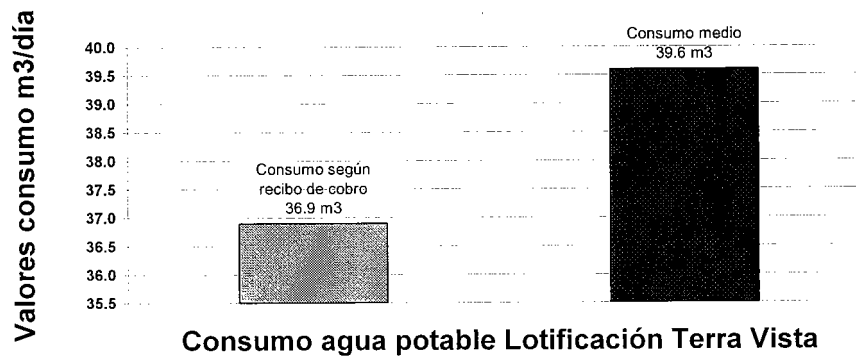 Valores consumo m3/día
40.0
39.5
39.0
38.5
38.0
37.5
37.0
36.5
36.0
35.5
Consumo según
recibo de cobro
36.9 m3
Consumo medio
39.6 m3
Consumo agua potable Lotificación Terra Vista